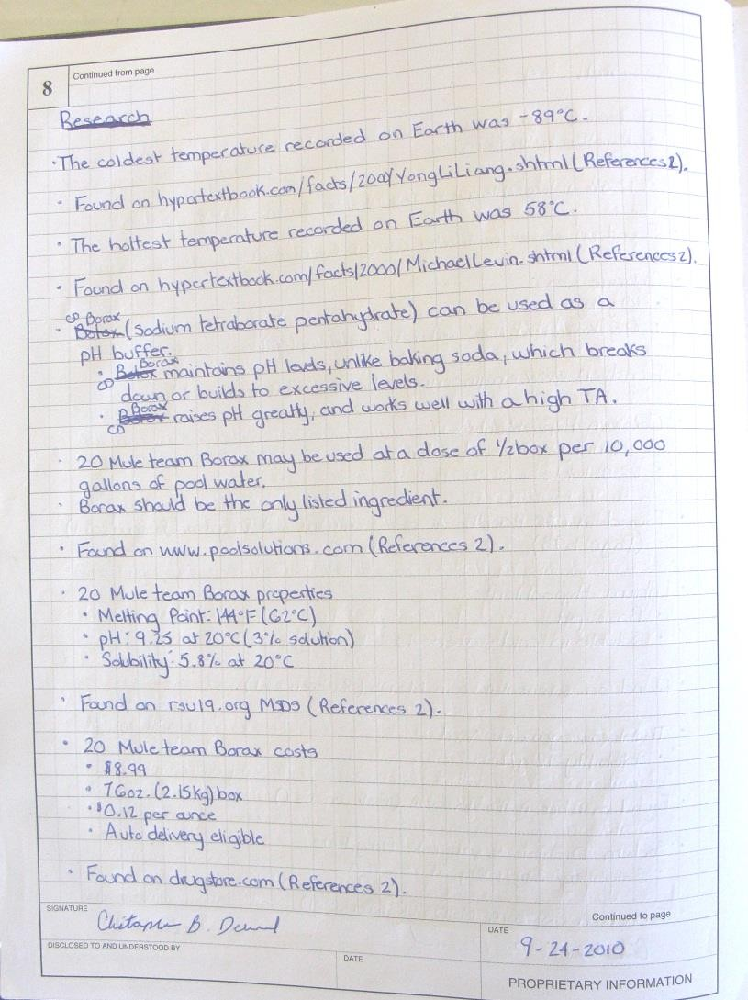 8
Continued from page
Research
• The coldest temperature recorded on Earth was -89°C.
• Found on hypertextbook.com/facts/2000/YongLiLiang.shtml (References2).
• The hottest temperature recorded on Earth was 58°C.
• Found on hypertextbook.com/facts/2000/MichaelLevin.shtml (References2).
CD Borax
• Botox (Sodium tetraborate pentahydrate) can be used as a
pH buffer.
Borax
• Botox maintains pH levels, unlike baking soda, which breaks
CD down or builds to excessive levels.
Borax
• Botox raises pH greatly, and works well with a high TA.
CD
• 20 Mule team Borax may be used at a dose of 1/2 box per 10,000
gallons of pool water.
• Borax should be the only listed ingredient.
• Found on www.poolsolutions.com (References 2).
• 20 Mule team Borax properties
• Melting Point: 144°F (62°C)
• pH: 9.25 at 20°C (3% solution)
• Solubility: 5.8% at 20°C
• Found on rsu19.org MSDS (References 2).
• 20 Mule team Borax costs
• $8.99
• 76oz. (2.15kg) box
• $0.12 per ounce
• Auto delivery eligible
• Found on drugstore.com (References 2).
SIGNATURE
B.
Continued to page
DATE
9-24-2010
DISCLOSED TO AND UNDERSTOOD BY
DATE
PROPRIETARY INFORMATION